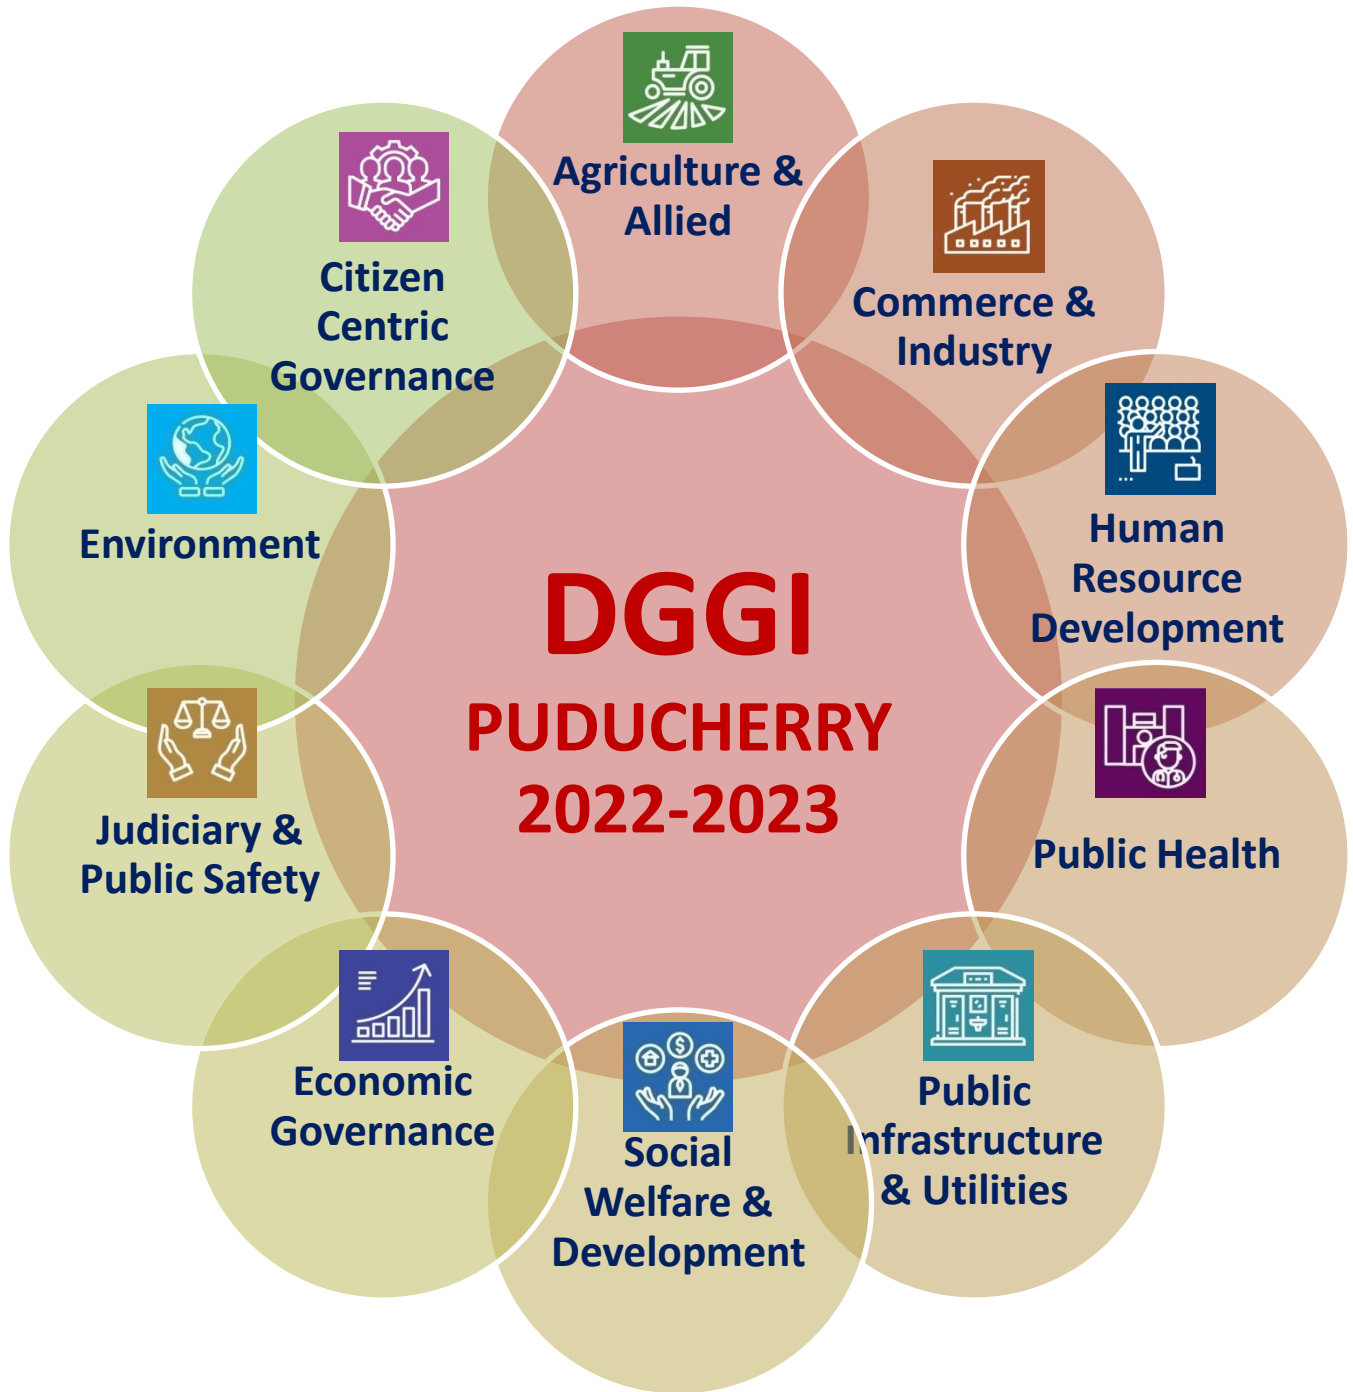 Agriculture &
Allied
Commerce &
Industry
Human
Resource
Development
Public Health
Public
Infrastructure
& Utilities
Social
Welfare &
Development
Economic
Governance
Judiciary &
Public Safety
Environment
Citizen
Centric
Governance
DGGI
PUDUCHERRY
2022-2023